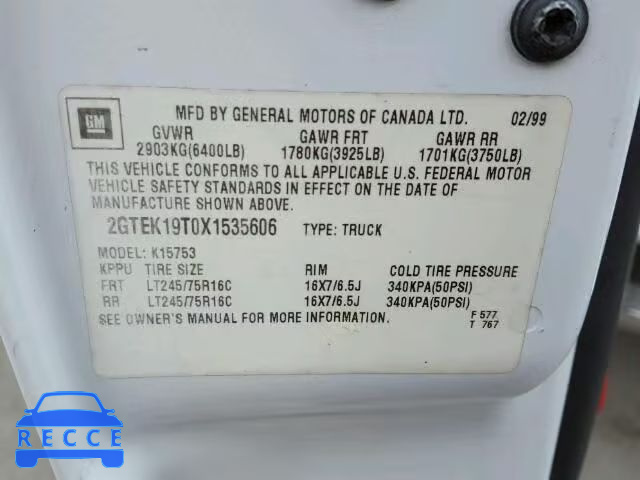 GM
MFD BY GENERAL MOTORS OF CANADA LTD. 02/99
GVWR GAWR FRT GAWR RR
2903KG(6400LB) 1780KG(3925LB) 1701KG(3750LB)
THIS VEHICLE CONFORMS TO ALL APPLICABLE U.S. FEDERAL MOTOR
VEHICLE SAFETY STANDARDS IN EFFECT ON THE DATE OF
MANUFACTURE SHOWN ABOVE.
2GTEK19T0X1535606 TYPE: TRUCK
MODEL: K15753
KPPU TIRE SIZE RIM COLD TIRE PRESSURE
FRT LT245/75R16C 16X7/6.5J 340KPA(50PSI)
RR LT245/75R16C 16X7/6.5J 340KPA(50PSI)
SEE OWNER'S MANUAL FOR MORE INFORMATION. F 577
T 767
RECCE